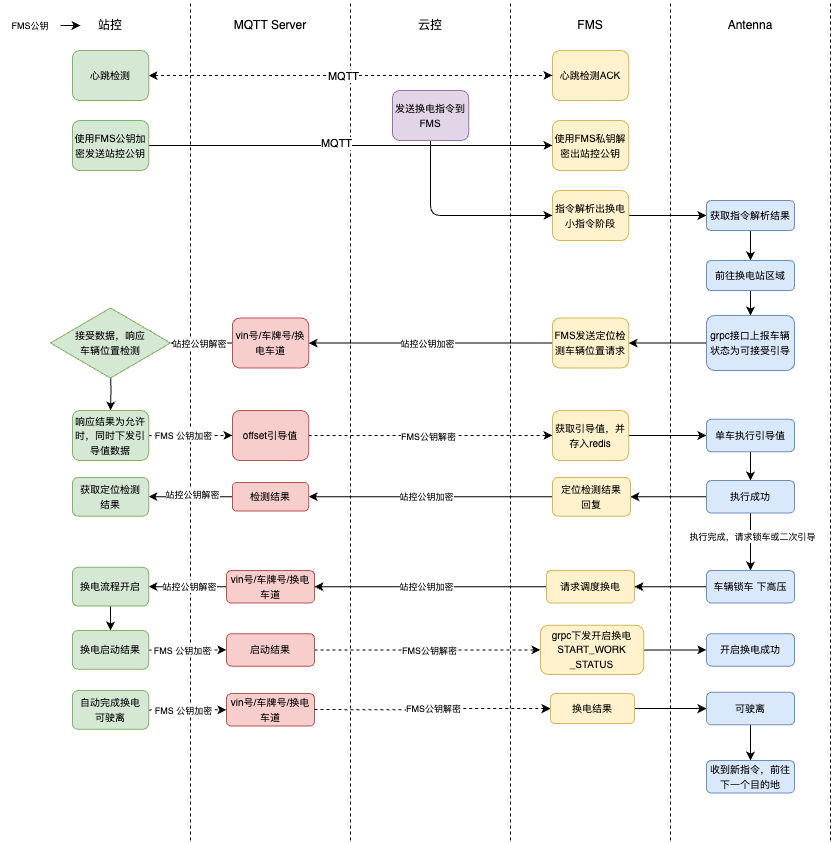 FMS公钥
站控
MQTT Server
云控
FMS
Antenna
心跳检测
MQTT
心跳检测ACK
发送换电指令到
FMS
使用FMS公钥加
密发送站控公钥
MQTT
使用FMS私钥解
密出站控公钥
指令解析出换电
小指令阶段
获取指令解析结果
前往换电站区域
接受数据，响应
车辆位置检测
站控公钥解密
vin号/车牌号/换
电车道
站控公钥加密
FMS发送定位检
测车辆位置请求
grpc接口上报车辆
状态为可接受引导
响应结果为允许
时，同时下发引
导值数据
FMS 公钥加密
offset引导值
FMS公钥解密
获取引导值，并
存入redis
单车执行引导值
获取定位检测
结果
站控公钥解密
检测结果
站控公钥加密
定位检测结果
回复
执行成功
执行完成，请求锁车或二次引导
换电流程开启
站控公钥解密
vin号/车牌号/换电
车道
站控公钥加密
请求调度换电
车辆锁车 下高压
换电启动结果
FMS 公钥加密
启动结果
FMS公钥解密
grpc下发开启换电
START_WORK
_STATUS
开启换电成功
自动完成换电
可驶离
FMS 公钥加密
vin号/车牌号/换电
车道
FMS公钥解密
换电结果
可驶离
收到新指令，前往
下一个目的地